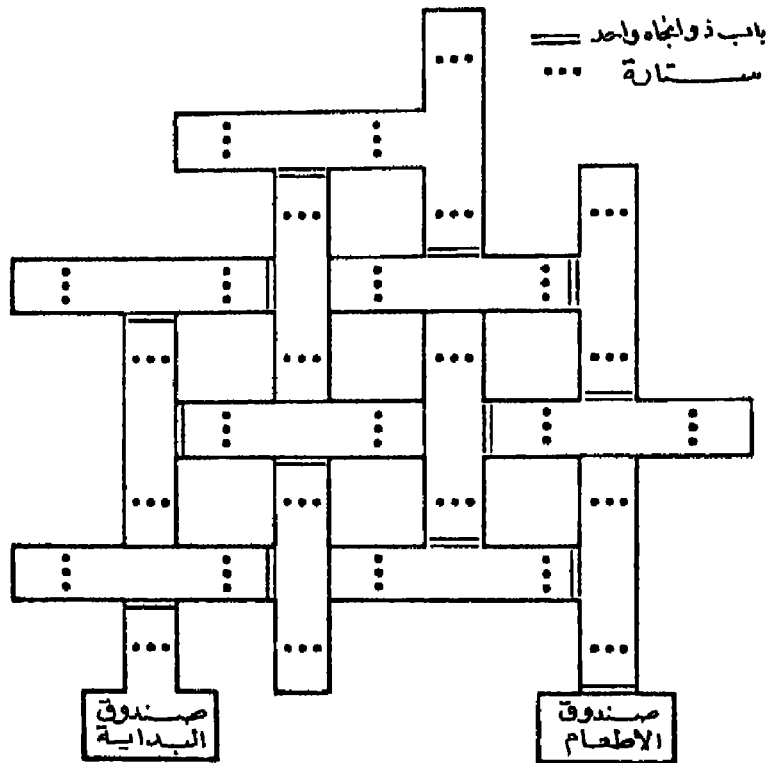 باب ذو اتجاه واحد
ستارة
صندوق
البداية
صندوق
الاطعام